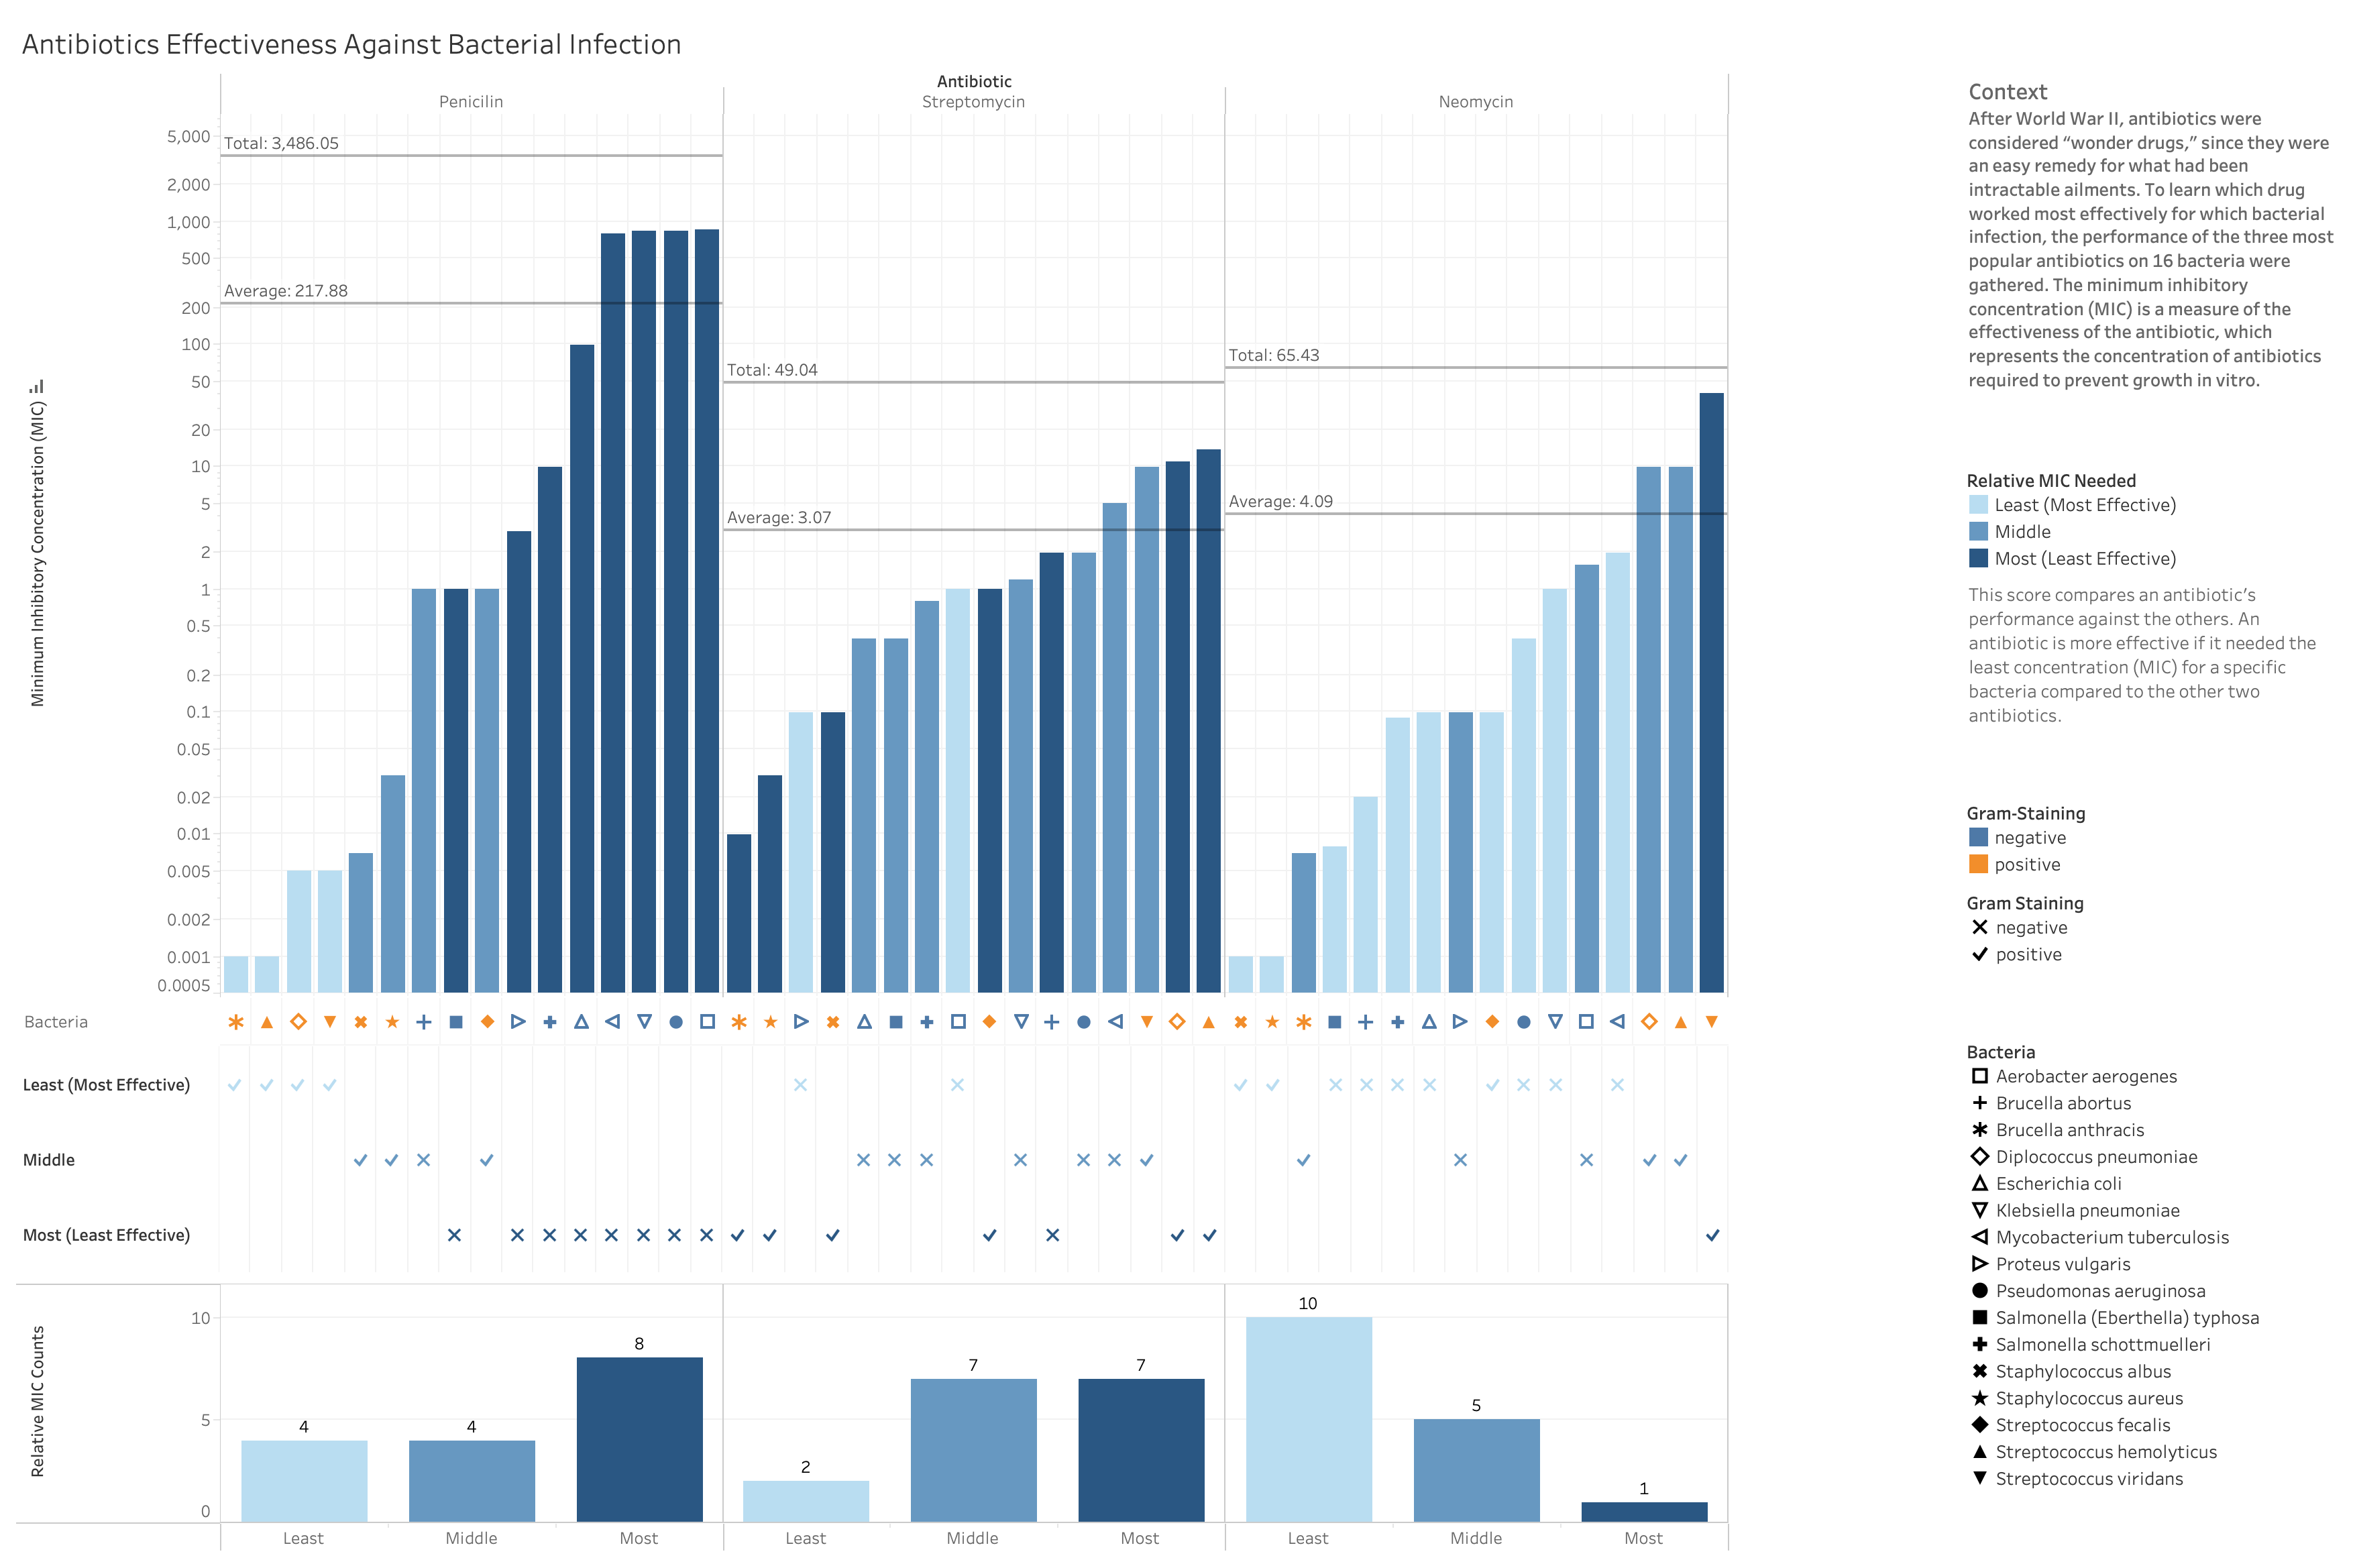 Antibiotics Effectiveness Against Bacterial Infection
Antibiotic
Penicilin
Streptomycin
Neomycin
Minimum Inhibitory Concentration (MIC)
5,000
2,000
1,000
500
200
100
50
20
10
5
2
1
0.5
0.2
0.1
0.05
0.02
0.01
0.005
0.002
0.001
0.0005
Total: 3,486.05
Average: 217.88
Total: 49.04
Average: 3.07
Total: 65.43
Average: 4.09
Bacteria
Least (Most Effective)
Middle
Most (Least Effective)
Relative MIC Counts
10
5
0
4
4
8
2
7
7
10
5
1
Least
Middle
Most
Least
Middle
Most
Least
Middle
Most
Context
After World War II, antibiotics were
considered “wonder drugs,” since they were
an easy remedy for what had been
intractable ailments. To learn which drug
worked most effectively for which bacterial
infection, the performance of the three most
popular antibiotics on 16 bacteria were
gathered. The minimum inhibitory
concentration (MIC) is a measure of the
effectiveness of the antibiotic, which
represents the concentration of antibiotics
required to prevent growth in vitro.
Relative MIC Needed
Least (Most Effective)
Middle
Most (Least Effective)
This score compares an antibiotic’s
performance against the others. An
antibiotic is more effective if it needed the
least concentration (MIC) for a specific
bacteria compared to the other two
antibiotics.
Gram-Staining
negative
positive
Gram Staining
negative
positive
Bacteria
Aerobacter aerogenes
Brucella abortus
Brucella anthracis
Diplococcus pneumoniae
Escherichia coli
Klebsiella pneumoniae
Mycobacterium tuberculosis
Proteus vulgaris
Pseudomonas aeruginosa
Salmonella (Eberthella) typhosa
Salmonella schottmuelleri
Staphylococcus albus
Staphylococcus aureus
Streptococcus fecalis
Streptococcus hemolyticus
Streptococcus viridans